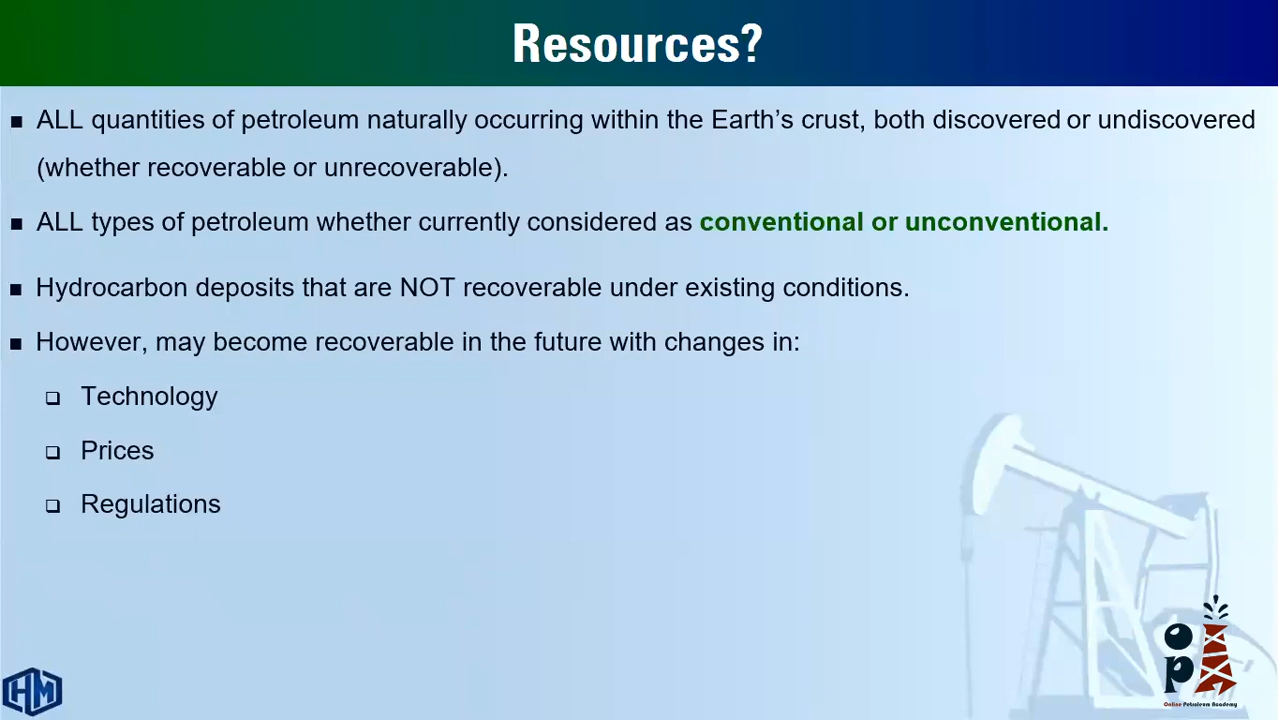 Resources?
▪ ALL quantities of petroleum naturally occurring within the Earth’s crust, both discovered or undiscovered
(whether recoverable or unrecoverable).
▪ ALL types of petroleum whether currently considered as conventional or unconventional.
▪ Hydrocarbon deposits that are NOT recoverable under existing conditions.
▪ However, may become recoverable in the future with changes in:
❑ Technology
❑ Prices
❑ Regulations
HM
op
Online Petroleum Academy